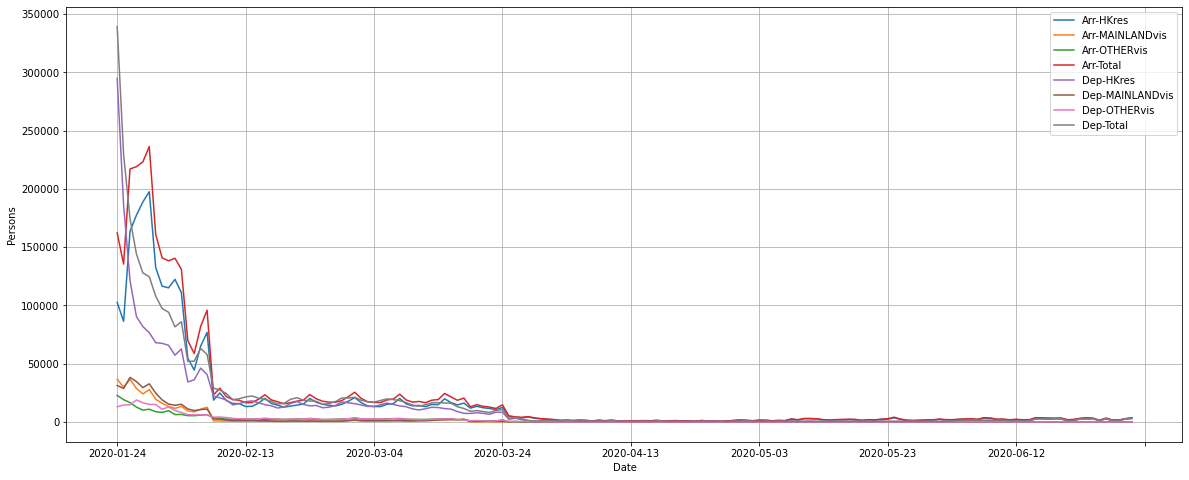 350000
300000
250000
200000
150000
100000
50000
0
Persons
2020-01-24
2020-02-13
2020-03-04
2020-03-24
2020-04-13
2020-05-03
2020-05-23
2020-06-12
Date
Arr-HKres
Arr-MAINLANDvis
Arr-OTHERvis
Arr-Total
Dep-HKres
Dep-MAINLANDvis
Dep-OTHERvis
Dep-Total